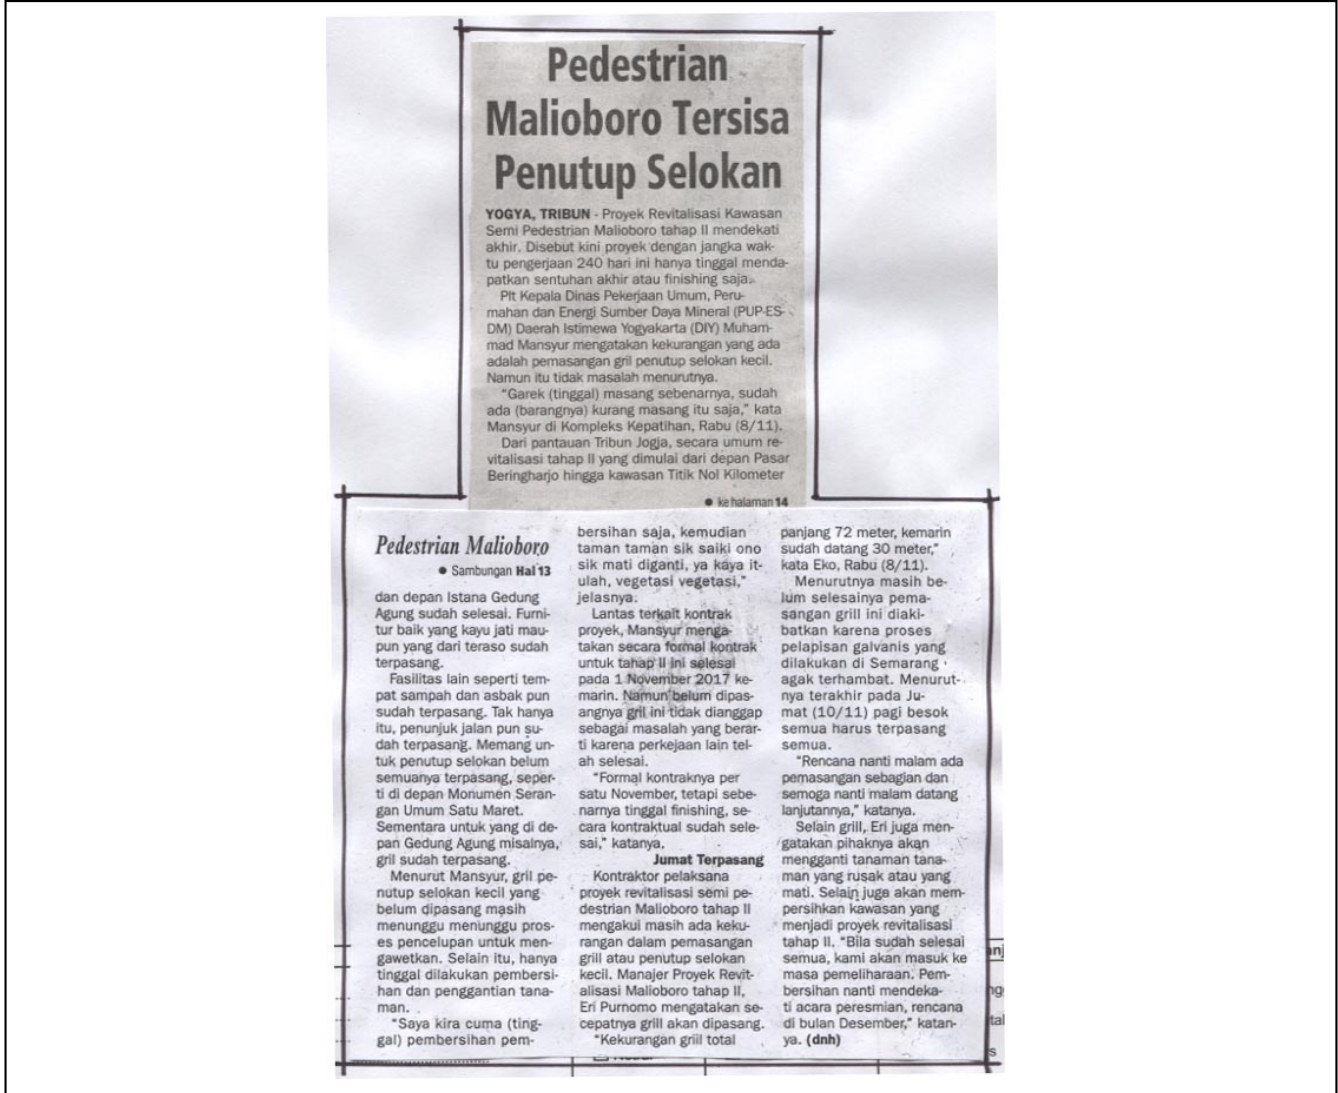 Pedestrian
Malioboro Tersisa
Penutup Selokan
YOGYA, TRIBUN - Proyek Revitalisasi Kawasan
Semi Pedestrian Malioboro tahap II mendekati
akhir. Disebut kini proyek dengan jangka wak-
tu pengerjaan 240 hari ini hanya tinggal menda-
patkan sentuhan akhir atau finishing saja.
Plt Kepala Dinas Pekerjaan Umum, Peru-
mahan dan Energi Sumber Daya Mineral (PUP-ES-
DM) Daerah Istimewa Yogyakarta (DIY) Muham-
mad Mansyur mengatakan kekurangan yang ada
adalah pemasangan gril penutup selokan kecil.
Namun itu tidak masalah menurutnya.
"Garek (tinggal) masang sebenarnya, sudah
ada (barangnya) kurang masang itu saja," kata
Mansyur di Kompleks Kepatihan, Rabu (8/11).
Dari pantauan Tribun Jogja, secara umum re-
vitalisasi tahap II yang dimulai dari depan Pasar
Beringharjo hingga kawasan Titik Nol Kilometer
● ke halaman 14
Pedestrian Malioboro
● Sambungan Hal 13
dan depan Istana Gedung
Agung sudah selesai. Furni-
tur baik yang kayu jati mau-
pun yang dari teraso sudah
terpasang.
Fasilitas lain seperti tem-
pat sampah dan asbak pun
sudah terpasang. Tak hanya
itu, penunjuk jalan pun su-
dah terpasang. Memang un-
tuk penutup selokan belum
semuanya terpasang, seper-
ti di depan Monumen Seran-
gan Umum Satu Maret.
Sementara untuk yang di de-
pan Gedung Agung misalnya,
gril sudah terpasang.
Menurut Mansyur, gril pe-
nutup selokan kecil yang
belum dipasang masih
menunggu menunggu pros-
es pencelupan untuk men-
gawetkan. Selain itu, hanya
tinggal dilakukan pembersi-
han dan penggantian tana-
man.
"Saya kira cuma (ting-
gal) pembersihan pem-
bersihan saja, kemudian
taman taman sik saiki ono
sik mati diganti, ya kaya it-
ulah, vegetasi vegetasi,"
jelasnya.
Lantas terkait kontrak
proyek, Mansyur menga-
takan secara formal kontrak
untuk tahap II ini selesai
pada 1 November 2017 ke-
marin. Namun belum dipas-
angnya gril ini tidak dianggap
sebagai masalah yang berar-
ti karena perkejaan lain tel-
ah selesai.
"Formal kontraknya per
satu November, tetapi sebe-
narnya tinggal finishing, se-
cara kontraktual sudah sele-
sai," katanya.
Jumat Terpasang
Kontraktor pelaksana
proyek revitalisasi semi pe-
destrian Malioboro tahap II
mengakui masih ada keku-
rangan dalam pemasangan
grill atau penutup selokan
kecil. Manajer Proyek Revit-
alisasi Malioboro tahap II,
Eri Purnomo mengatakan se-
cepatnya grill akan dipasang.
"Kekurangan grill total
panjang 72 meter, kemarin
sudah datang 30 meter,"
kata Eko, Rabu (8/11).
Menurutnya masih be-
lum selesainya pema-
sangan grill ini diaki-
batkan karena proses
pelapisan galvanis yang
dilakukan di Semarang
agak terhambat. Menurut-
nya terakhir pada Ju-
mat (10/11) pagi besok
semua harus terpasang
semua.
"Rencana nanti malam ada
pemasangan sebagian dan
semoga nanti malam datang
lanjutannya," katanya.
Selain grill, Eri juga men-
gatakan pihaknya akan
mengganti tanaman tana-
man yang rusak atau yang
mati. Selain juga akan mem-
persihkan kawasan yang
menjadi proyek revitalisasi
tahap II. "Bila sudah selesai
semua, kami akan masuk ke
masa pemeliharaan. Pem-
bersihan nanti mendeka-
ti acara peresmian, rencana
di bulan Desember," katan-
ya. (dnh)